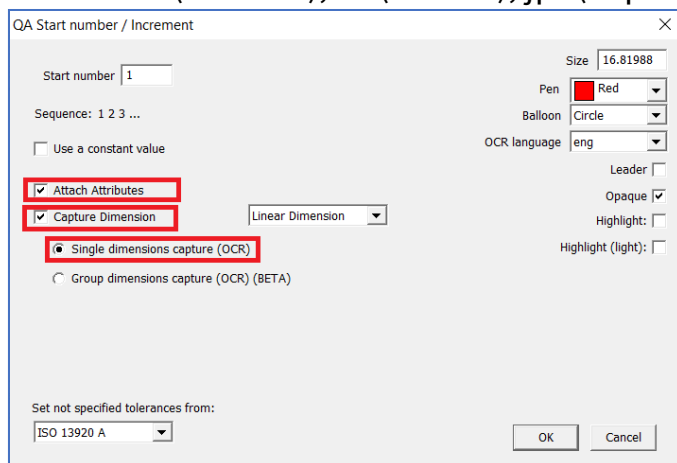 QA Start number / Increment
Start number 1
Sequence: 1 2 3 ...
Use a constant value
Attach Attributes
Capture Dimension Linear Dimension
Single dimensions capture (OCR)
Group dimensions capture (OCR) (BETA)
Set not specified tolerances from:
ISO 13920 A
Size 16.81988
Pen Red
Balloon Circle
OCR language eng
Leader
Opaque
Highlight:
Highlight (light):
OK Cancel